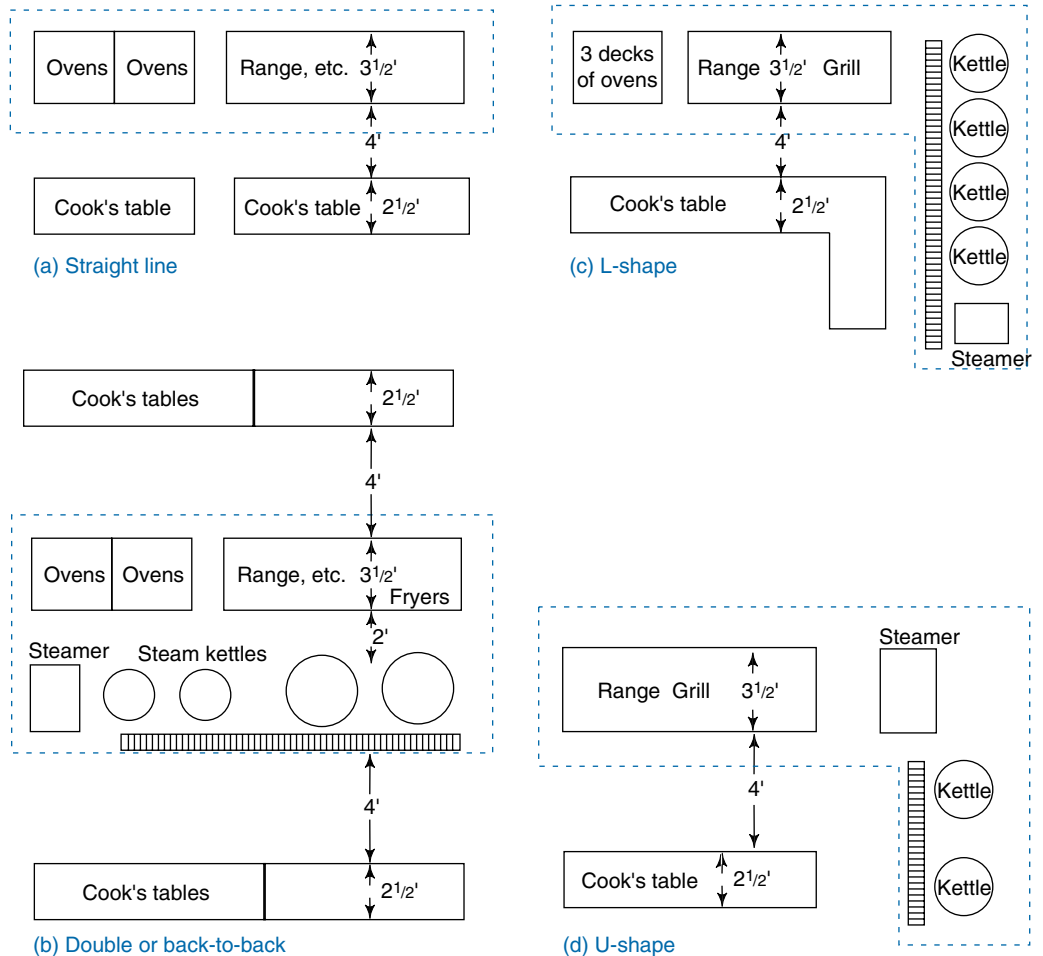 Ovens Ovens
Range, etc. 3 1/2'
4'
Cook's table
Cook's table 2 1/2'
(a) Straight line
3 decks
of ovens
Range 3 1/2' Grill
Kettle
Kettle
Kettle
Kettle
4'
Cook's table 2 1/2'
(c) L-shape
Steamer
Cook's tables
2 1/2'
4'
Ovens Ovens
Range, etc. 3 1/2'
Fryers
2'
Steamer
Steam kettles
4'
Cook's tables
2 1/2'
(b) Double or back-to-back
Steamer
Range Grill 3 1/2'
4'
Kettle
Cook's table 2 1/2'
Kettle
(d) U-shape